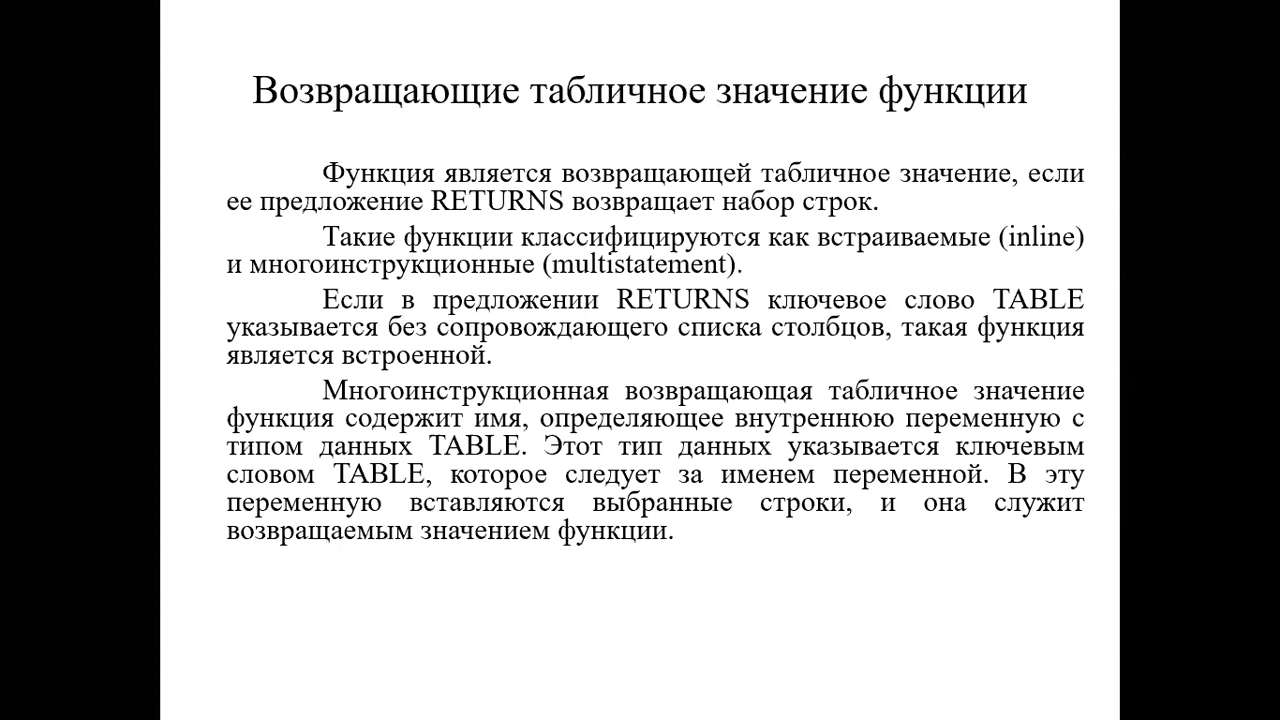 Возвращающие табличное значение функции
Функция является возвращающей табличное значение, если
ее предложение RETURNS возвращает набор строк.
Такие функции классифицируются как встраиваемые (inline)
и многоинструкционные (multistatement).
Если в предложении RETURNS ключевое слово TABLE
указывается без сопровождающего списка столбцов, такая функция
является встроенной.
Многоинструкционная возвращающая табличное значение
функция содержит имя, определяющее внутреннюю переменную с
типом данных TABLE. Этот тип данных указывается ключевым
словом TABLE, которое следует за именем переменной. В эту
переменную вставляются выбранные строки, и она служит
возвращаемым значением функции.